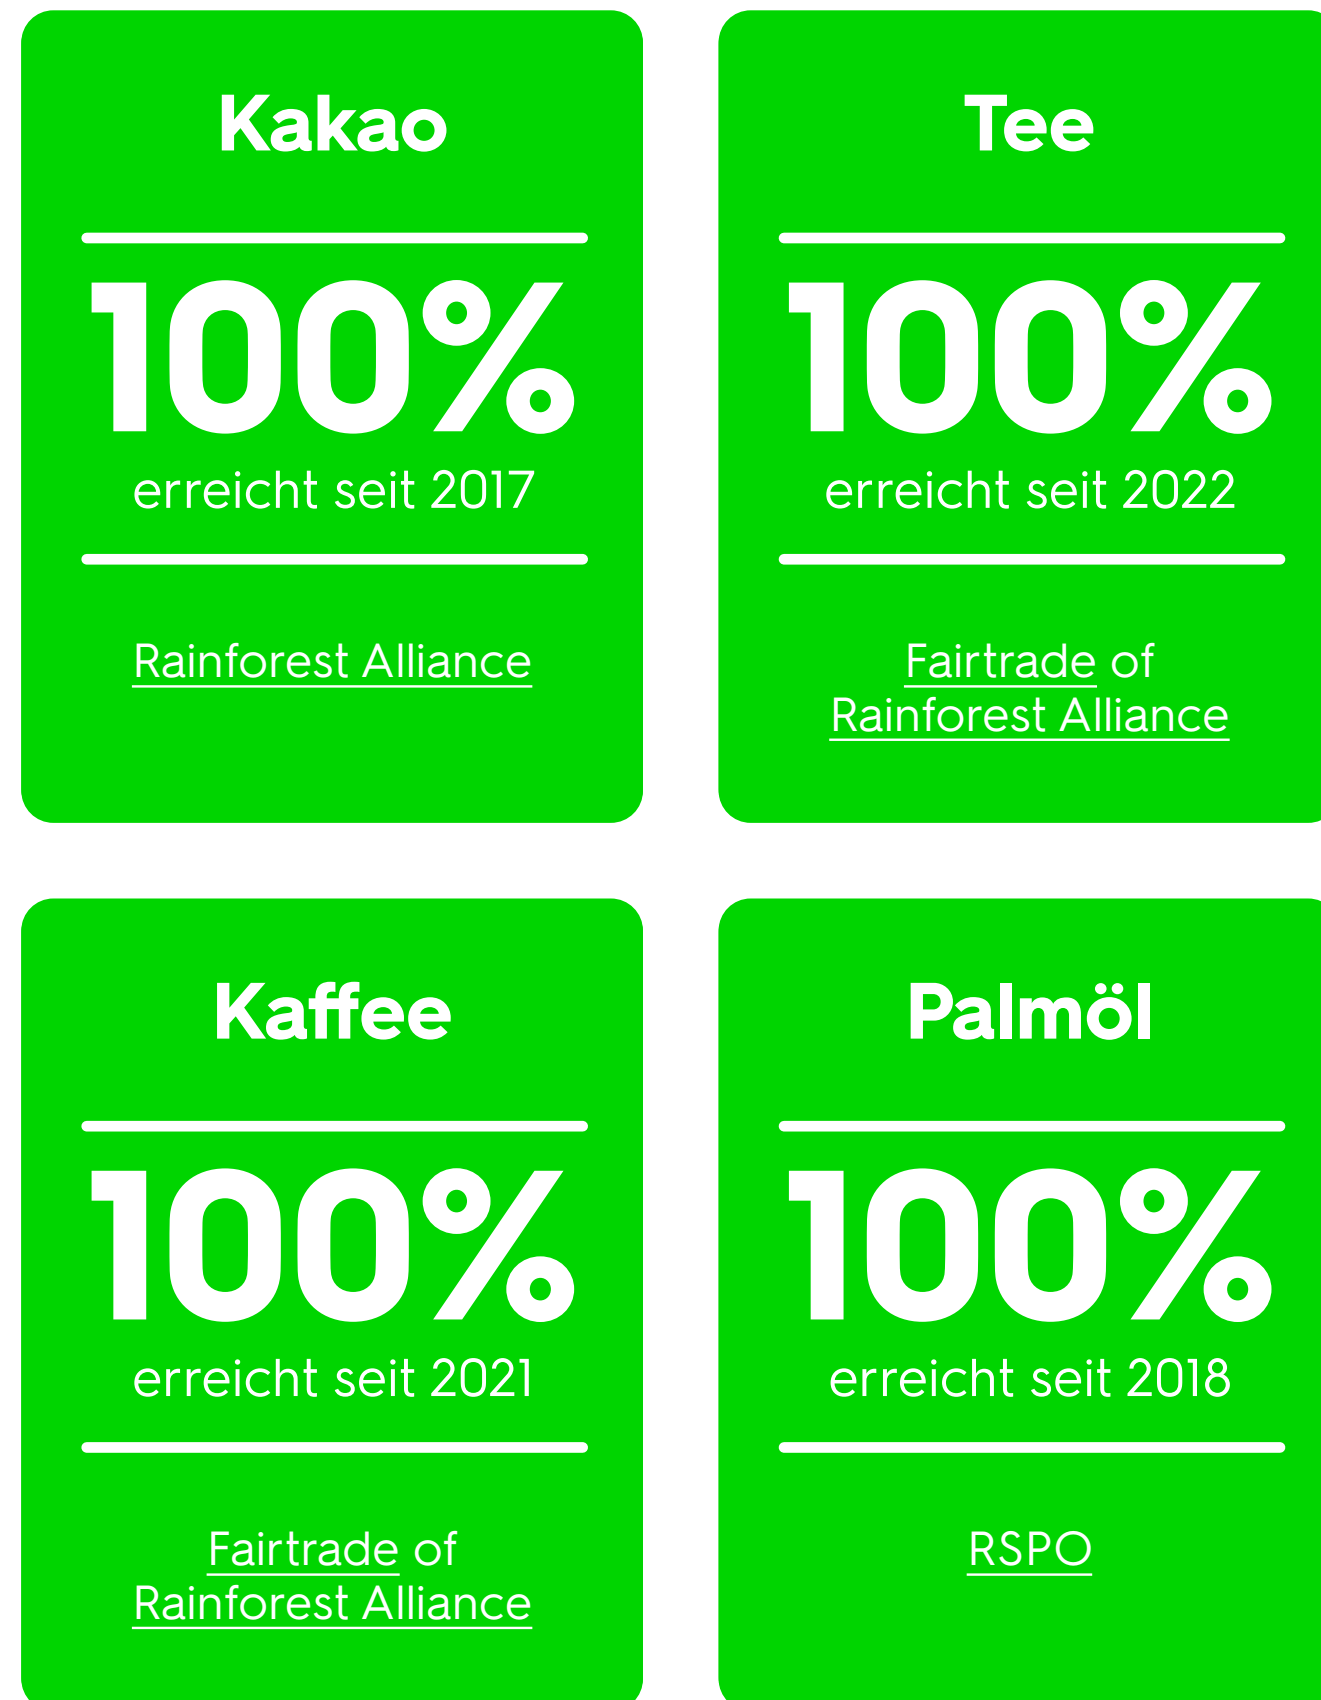 Kakao
100%
erreicht seit 2017
Rainforest Alliance
Tee
100%
erreicht seit 2022
Fairtrade of
Rainforest Alliance
Kaffee
100%
erreicht seit 2021
Fairtrade of
Rainforest Alliance
Palmöl
100%
erreicht seit 2018
RSPO